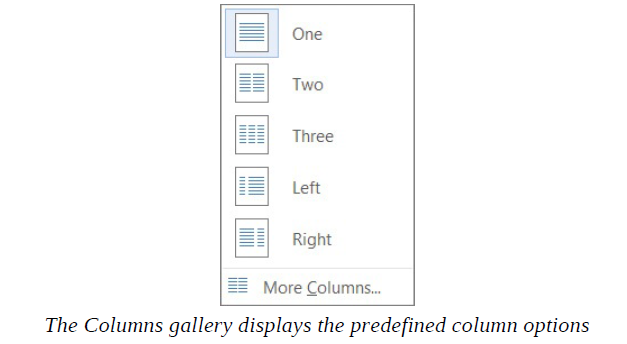 One
Two
Three
Left
Right
More Columns...
The Columns gallery displays the predefined column options